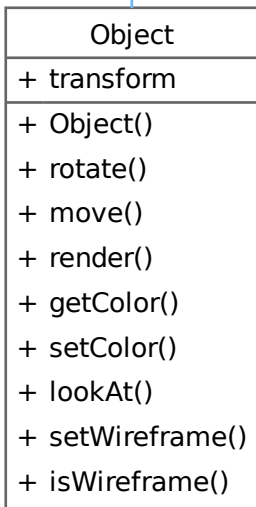 Object
+ transform
+ Object()
+ rotate()
+ move()
+ render()
+ getColor()
+ setColor()
+ lookAt()
+ setWireframe()
+ isWireframe()